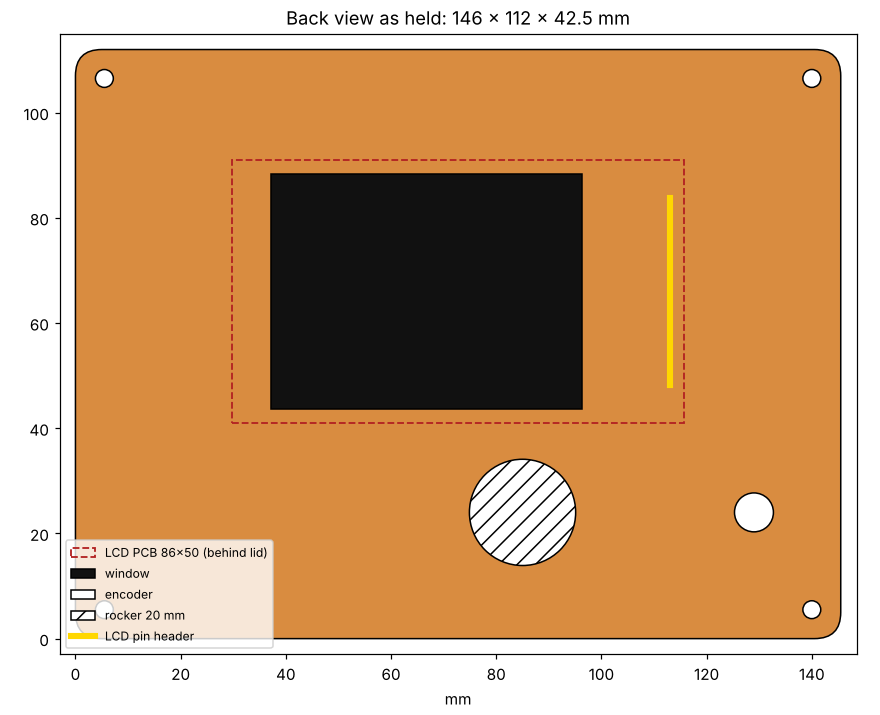 Back view as held: 146 × 112 × 42.5 mm
100
80
60
40
20
0
LCD PCB 86×50 (behind lid)
window
encoder
rocker 20 mm
LCD pin header
0 20 40 60 80 100 120 140
mm